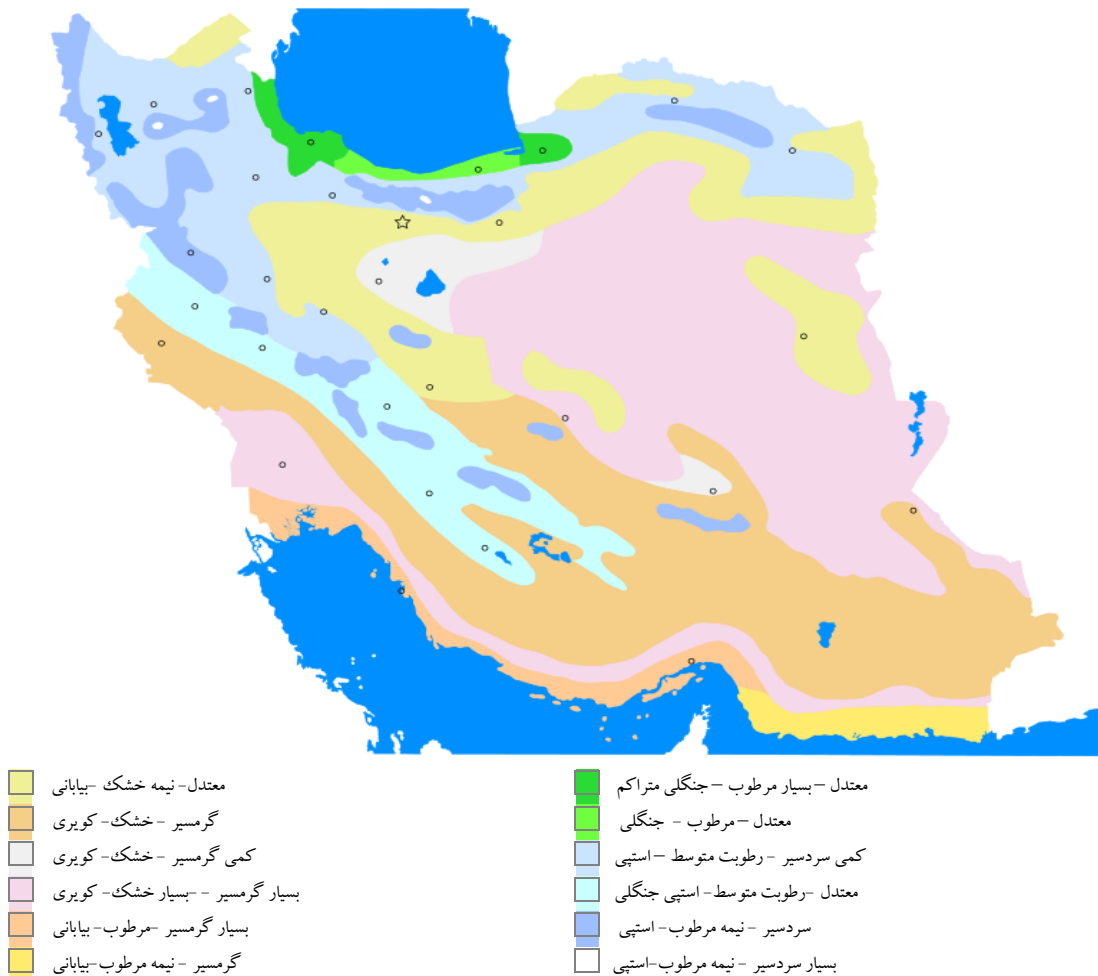 معتدل – بسیار مرطوب – جنگلی متراکم
معتدل – مرطوب - جنگلی
کمی سردسیر - رطوبت متوسط – استپی
معتدل -رطوبت متوسط- استپی جنگلی
سردسیر - نیمه مرطوب- استپی
بسیار سردسیر - نیمه مرطوب-استپی
معتدل- نیمه خشک -بیابانی
گرمسیر - خشک- کویری
کمی گرمسیر - خشک- کویری
بسیار گرمسیر - -بسیار خشک- کویری
بسیار گرمسیر -مرطوب- بیابانی
گرمسیر - نیمه مرطوب-بیابانی